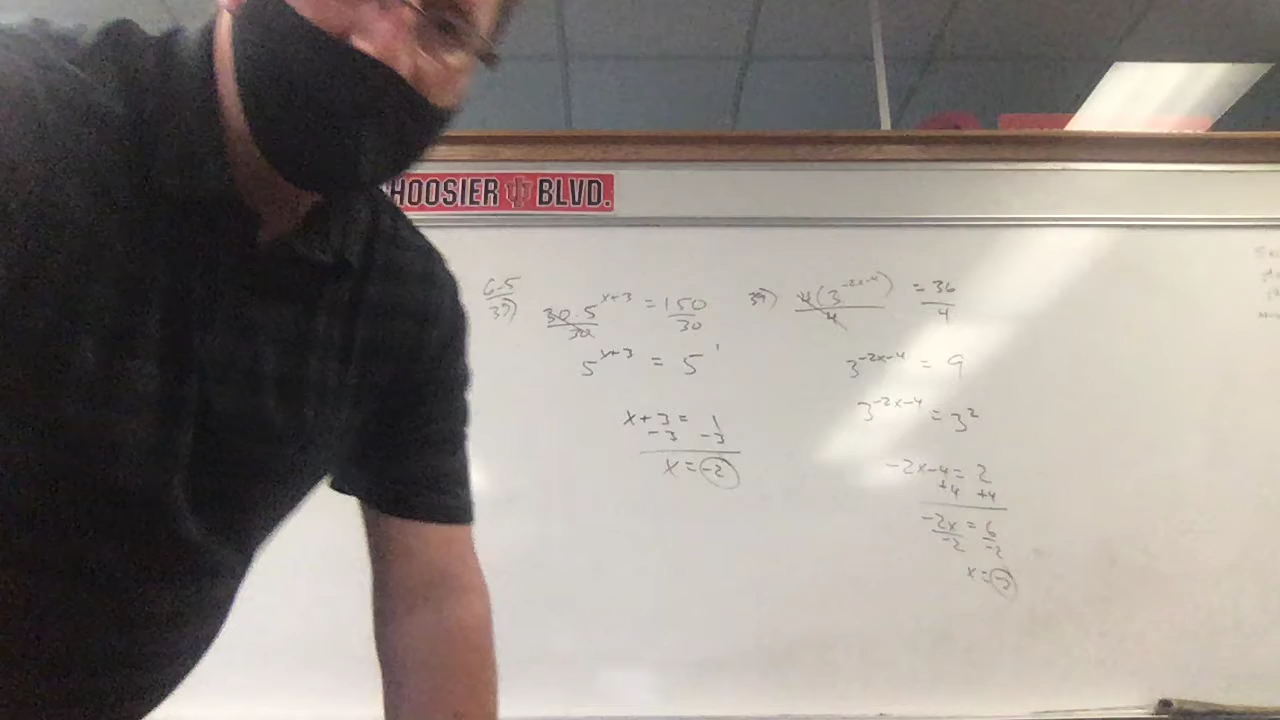 HOOSIER BLVD.
6.5
37) 30·5^(x+3) = 150
30 30
5^(x+3) = 5^1
x+3 = 1
-3 -3
x = -2
39) 4(3^(-2x-4)) = 36
4 4
3^(-2x-4) = 9
3^(-2x-4) = 3^2
-2x-4 = 2
+4 +4
-2x = 6
-2 -2
x = -3